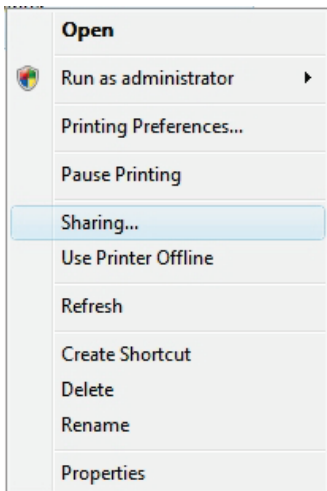 Open
Run as administrator
Printing Preferences...
Pause Printing
Sharing...
Use Printer Offline
Refresh
Create Shortcut
Delete
Rename
Properties